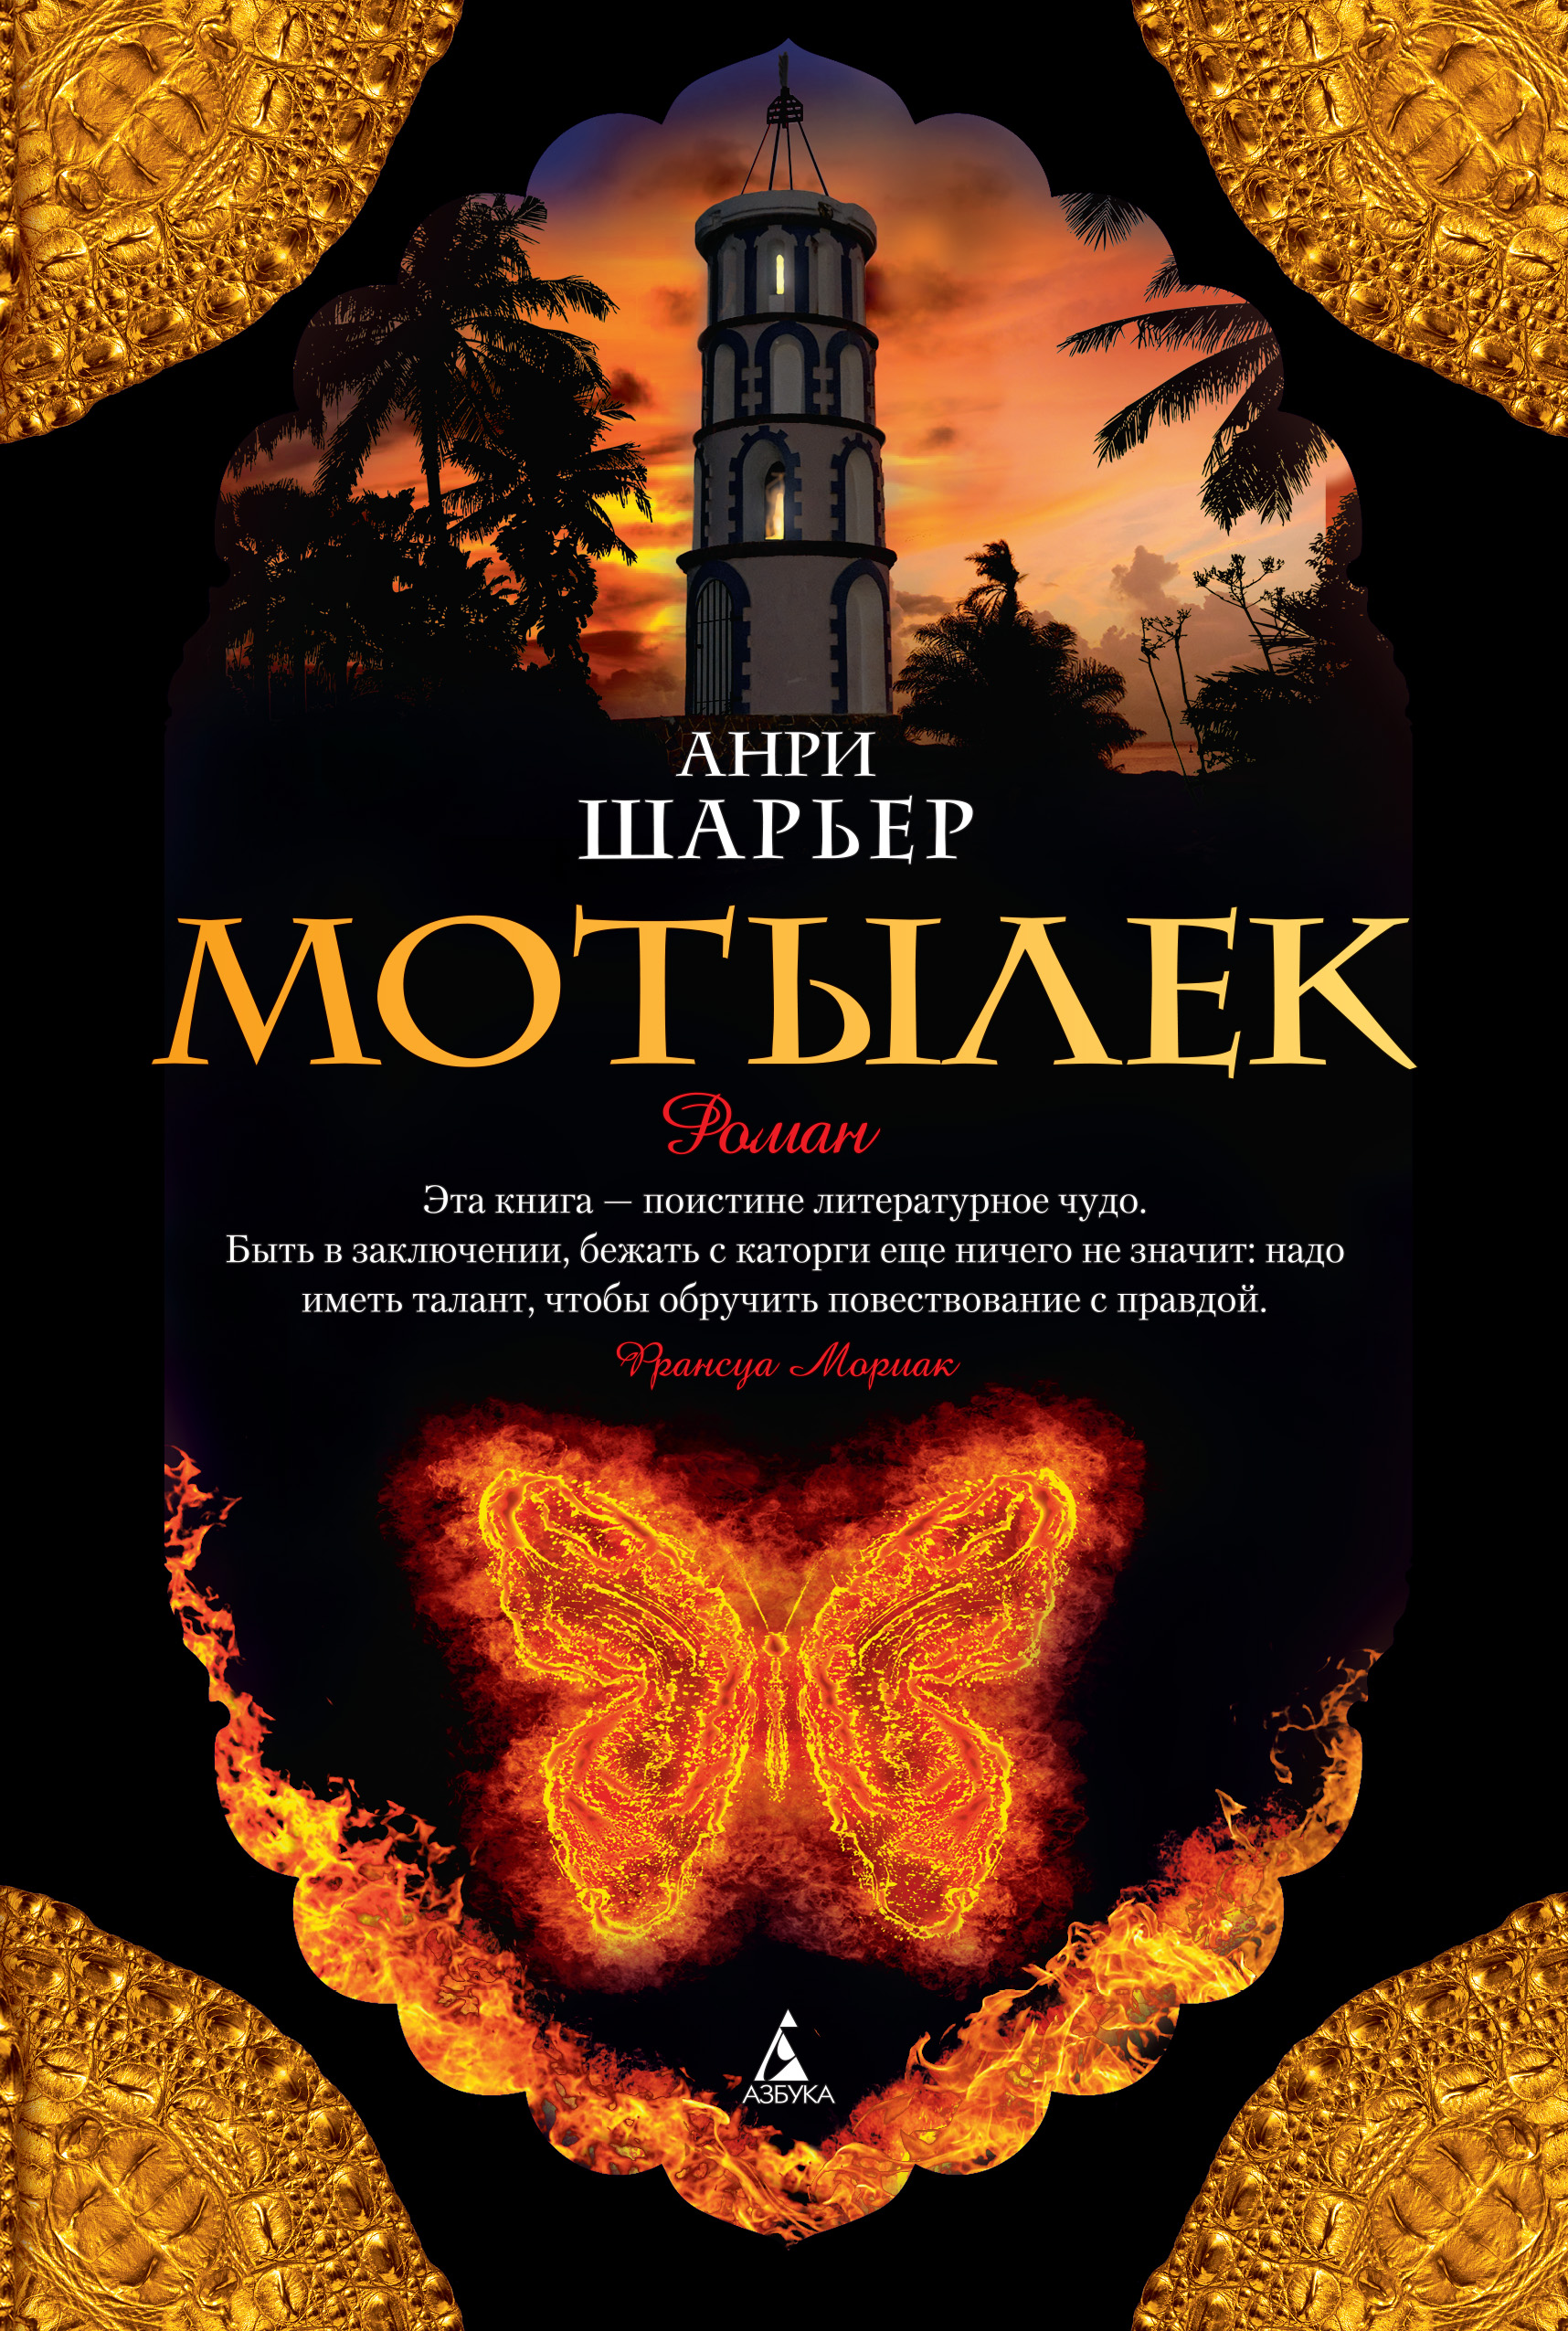 АНРИ
ШАРЬЕР
МОТЫЛЕК
Роман
Эта книга — поистине литературное чудо.
Быть в заключении, бежать с каторги еще ничего не значит: надо
иметь талант, чтобы обручить повествование с правдой.
Франсуа Мориак
АЗБУКА